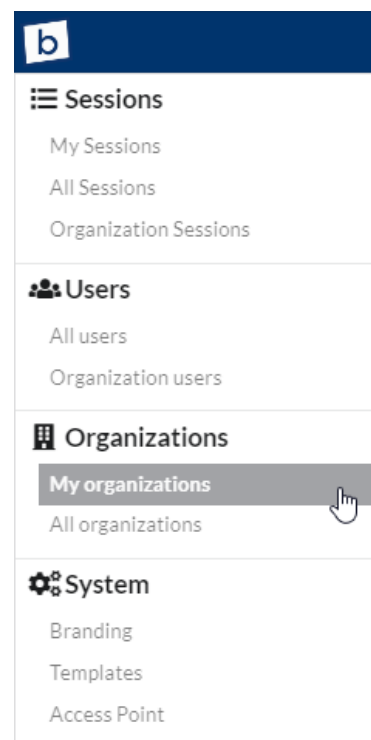 b
Sessions
My Sessions
All Sessions
Organization Sessions
Users
All users
Organization users
Organizations
My organizations
All organizations
System
Branding
Templates
Access Point